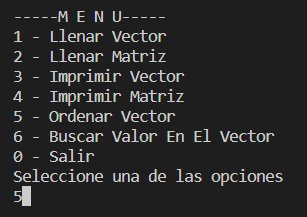 -----M E N U-----
1 - Llenar Vector
2 - Llenar Matriz
3 - Imprimir Vector
4 - Imprimir Matriz
5 - Ordenar Vector
6 - Buscar Valor En El Vector
0 - Salir
Seleccione una de las opciones
5